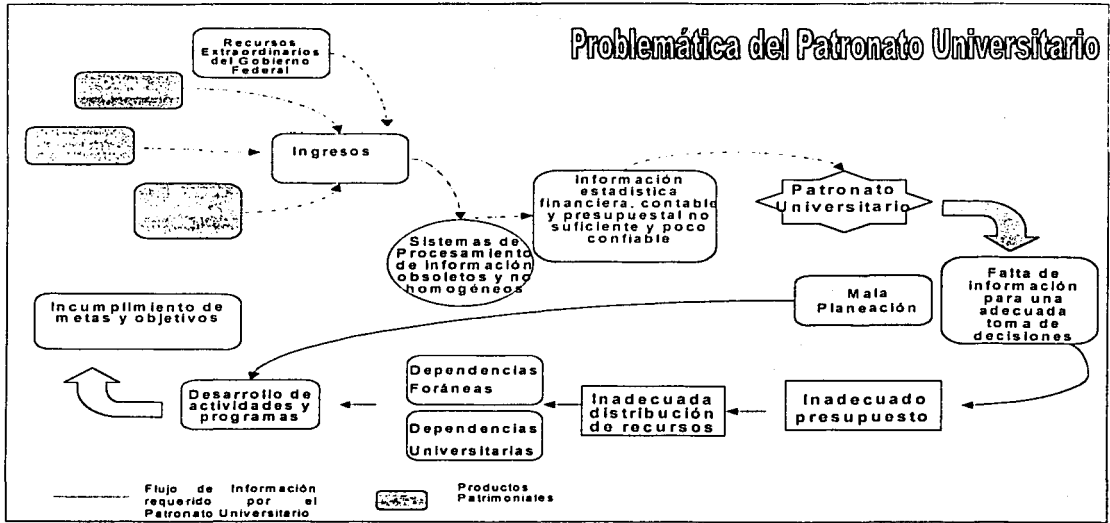 Problemática del Patronato Universitario
Recursos
Extraordinarios
del Gobierno
Federal
Ingresos
Sistemas de
Procesamiento
de información
obsoletos y no
homogéneos
Información
estadística
financiera, contable
y presupuestal no
suficiente y poco
confiable
Patronato
Universitario
Falta de
información
para una
adecuada
toma de
decisiones
Mala
Planeación
Inadecuado
presupuesto
Inadecuada
distribución
de recursos
Dependencias
Foráneas
Dependencias
Universitarias
Desarrollo de
actividades y
programas
Incumplimiento de
metas y objetivos
Flujo de Información
requerido por el
Patronato Universitario
Productos
Patrimoniales